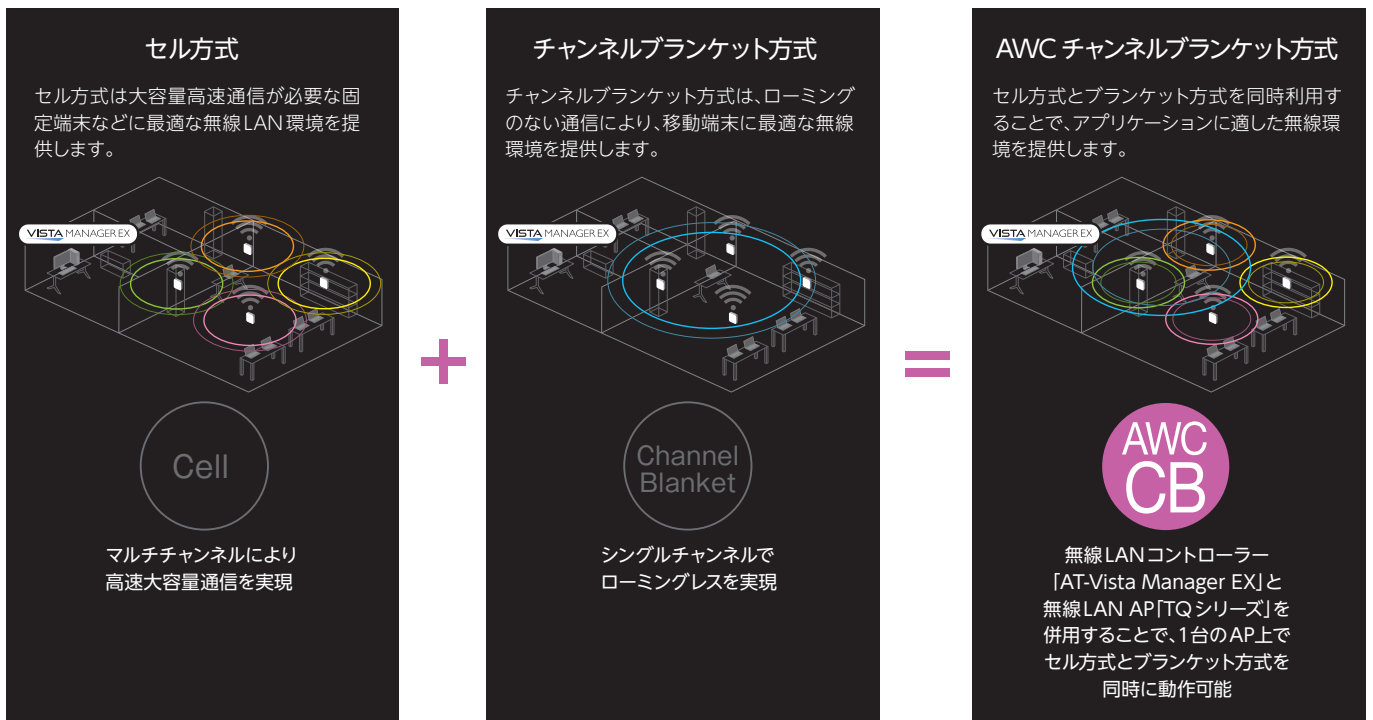 セル方式
セル方式は大容量高速通信が必要な固
定端末などに最適な無線LAN環境を提
供します。
VISTA MANAGER EX
Cell
マルチチャンネルにより
高速大容量通信を実現
+
チャンネルブランケット方式
チャンネルブランケット方式は、ローミング
のない通信により、移動端末に最適な無線
環境を提供します。
VISTA MANAGER EX
Channel
Blanket
シングルチャンネルで
ローミングレスを実現
=
AWC チャンネルブランケット方式
セル方式とブランケット方式を同時利用す
ることで、アプリケーションに適した無線環
境を提供します。
VISTA MANAGER EX
AWC
CB
無線LANコントローラー
「AT-Vista Manager EX」と
無線LAN AP「TQシリーズ」を
併用することで、1台のAP上で
セル方式とブランケット方式を
同時に動作可能